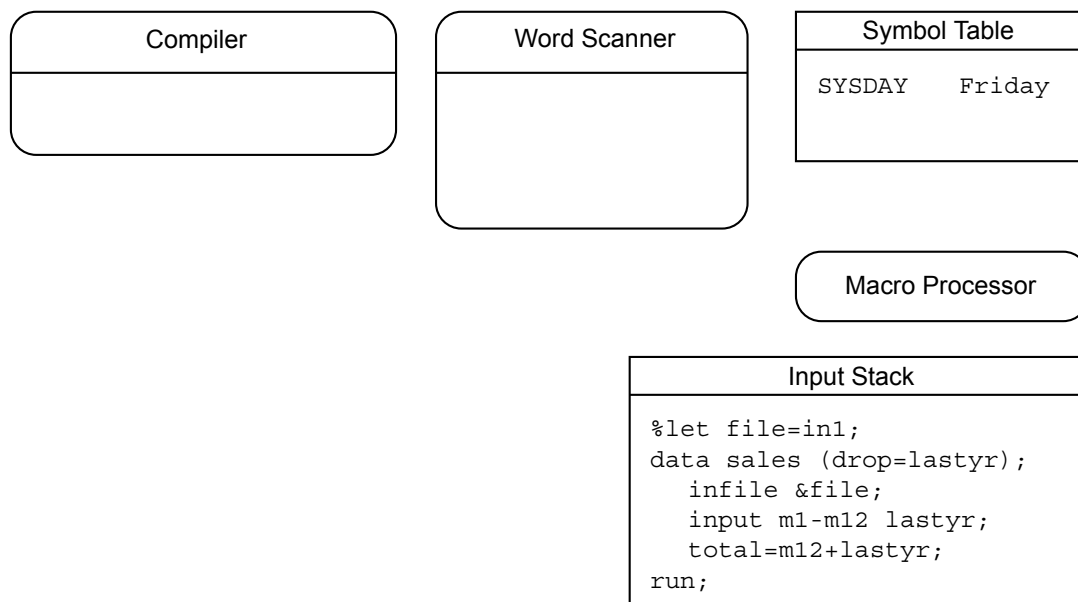 Compiler
Word Scanner
Symbol Table
SYSDAY Friday
Macro Processor
Input Stack
%let file=in1;
data sales (drop=lastyr);
infile &file;
input m1-m12 lastyr;
total=m12+lastyr;
run;